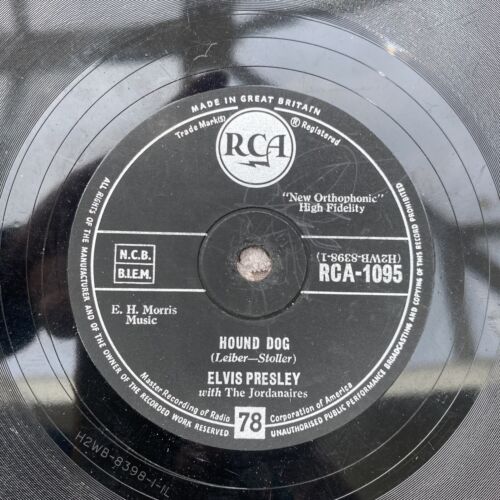 MADE IN GREAT BRITAIN
Trade Mark(s) ® Registered
RCA
"New Orthophonic"
High Fidelity
N.C.B.
B.I.E.M.
(H2WB-8398-1)
RCA-1095
E. H. Morris
Music
HOUND DOG
(Leiber—Stoller)
ELVIS PRESLEY
with The Jordanaires
Master Recording of Radio Corporation of America
78
ALL RIGHTS OF THE MANUFACTURER AND OF THE OWNER OF THE RECORDED WORK RESERVED
UNAUTHORISED PUBLIC PERFORMANCE BROADCASTING AND COPYING OF THIS RECORD PROHIBITED
H2WB-8398-1-1L